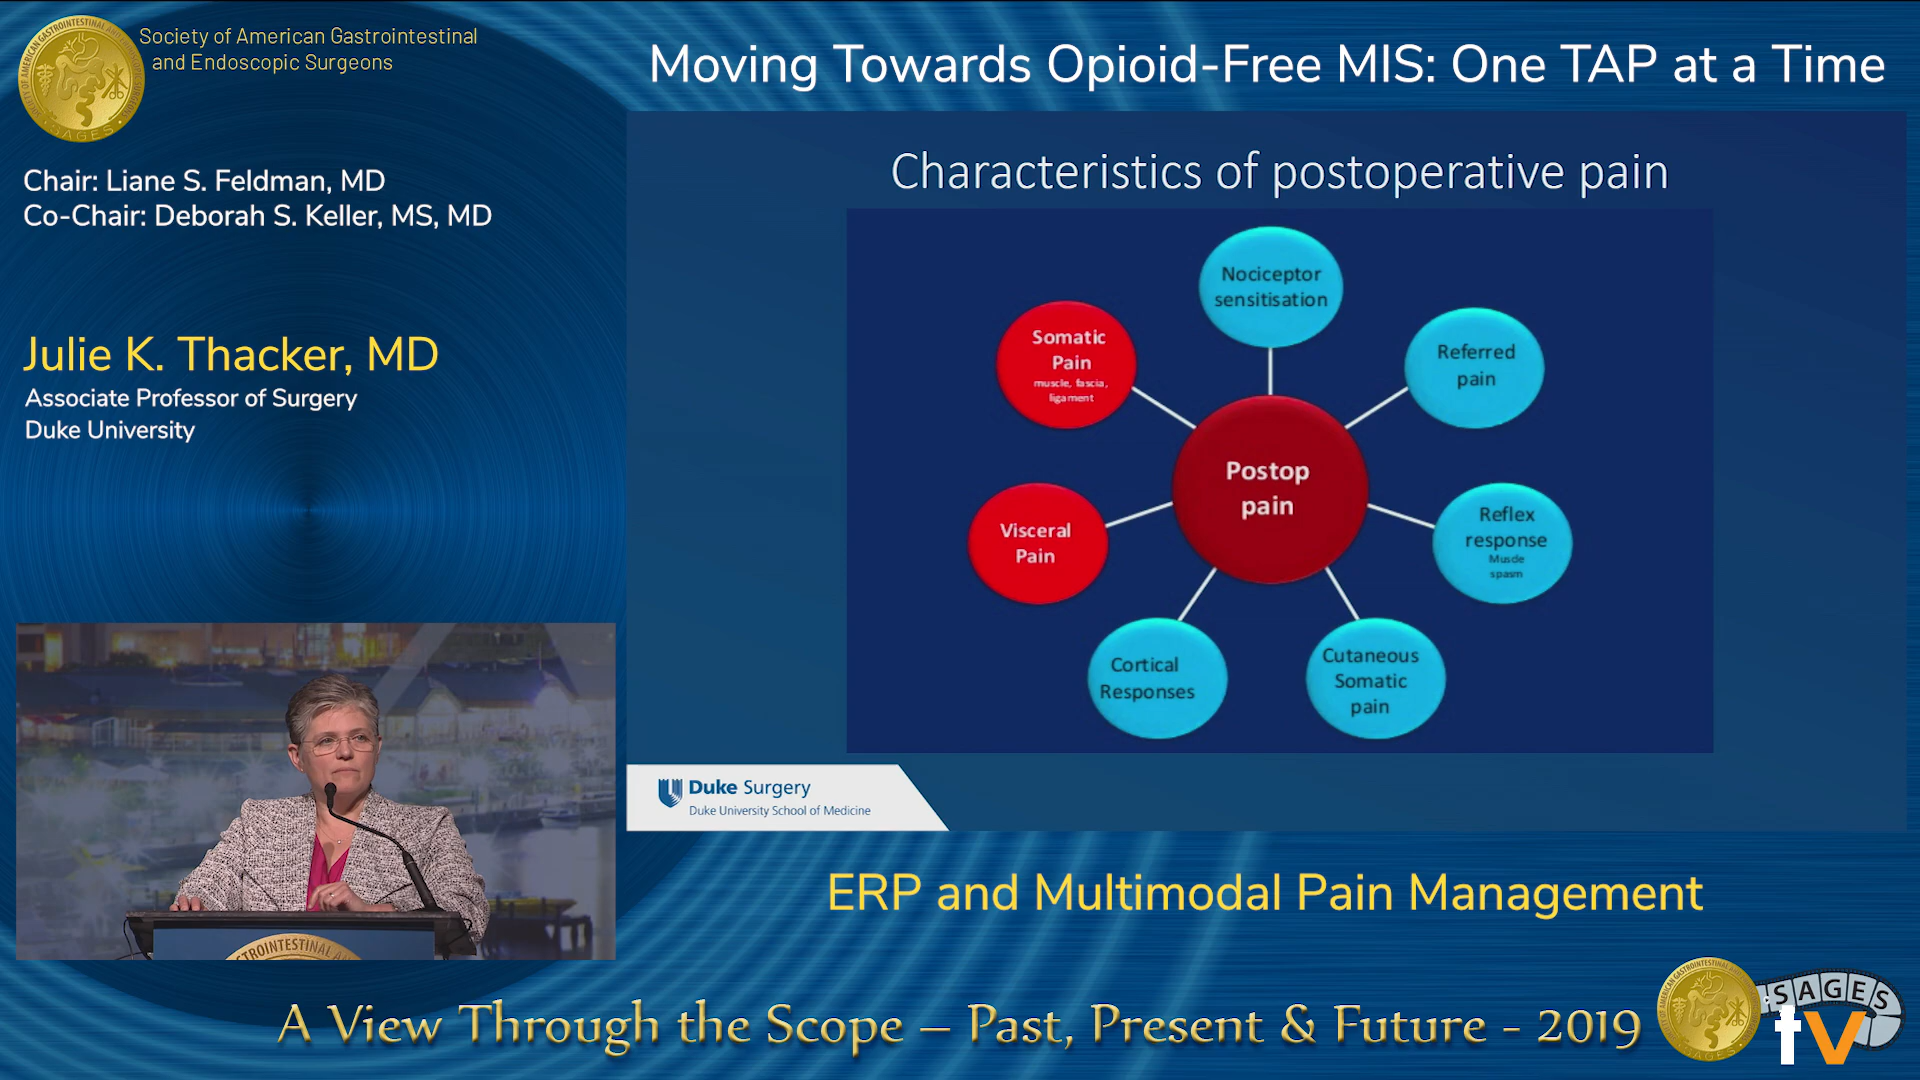 Society of American Gastrointestinal
and Endoscopic Surgeons
Moving Towards Opioid-Free MIS: One TAP at a Time
Chair: Liane S. Feldman, MD
Co-Chair: Deborah S. Keller, MS, MD
Julie K. Thacker, MD
Associate Professor of Surgery
Duke University
Characteristics of postoperative pain
Nociceptor
sensitisation
Somatic
Pain
muscle, fascia,
ligament
Referred
pain
Postop
pain
Visceral
Pain
Reflex
response
Muscle
spasm
Cortical
Responses
Cutaneous
Somatic
pain
Duke Surgery
Duke University School of Medicine
ERP and Multimodal Pain Management
A View Through the Scope – Past, Present & Future - 2019
SAGES
tv
SAGES